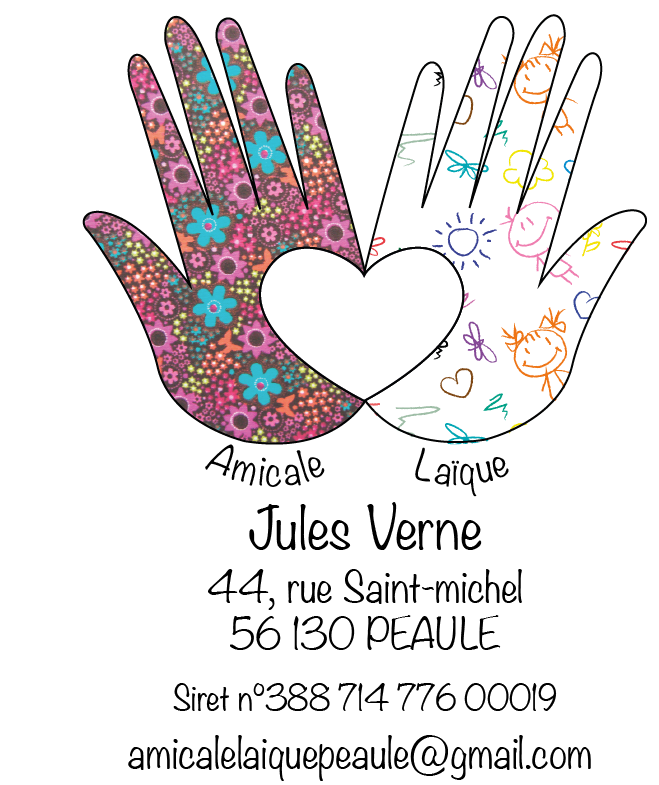 Amicale Laïque
Jules Verne
44, rue Saint-michel
56 130 PEAULE
Siret n°388 714 776 00019
amicalelaiquepeaule@gmail.com